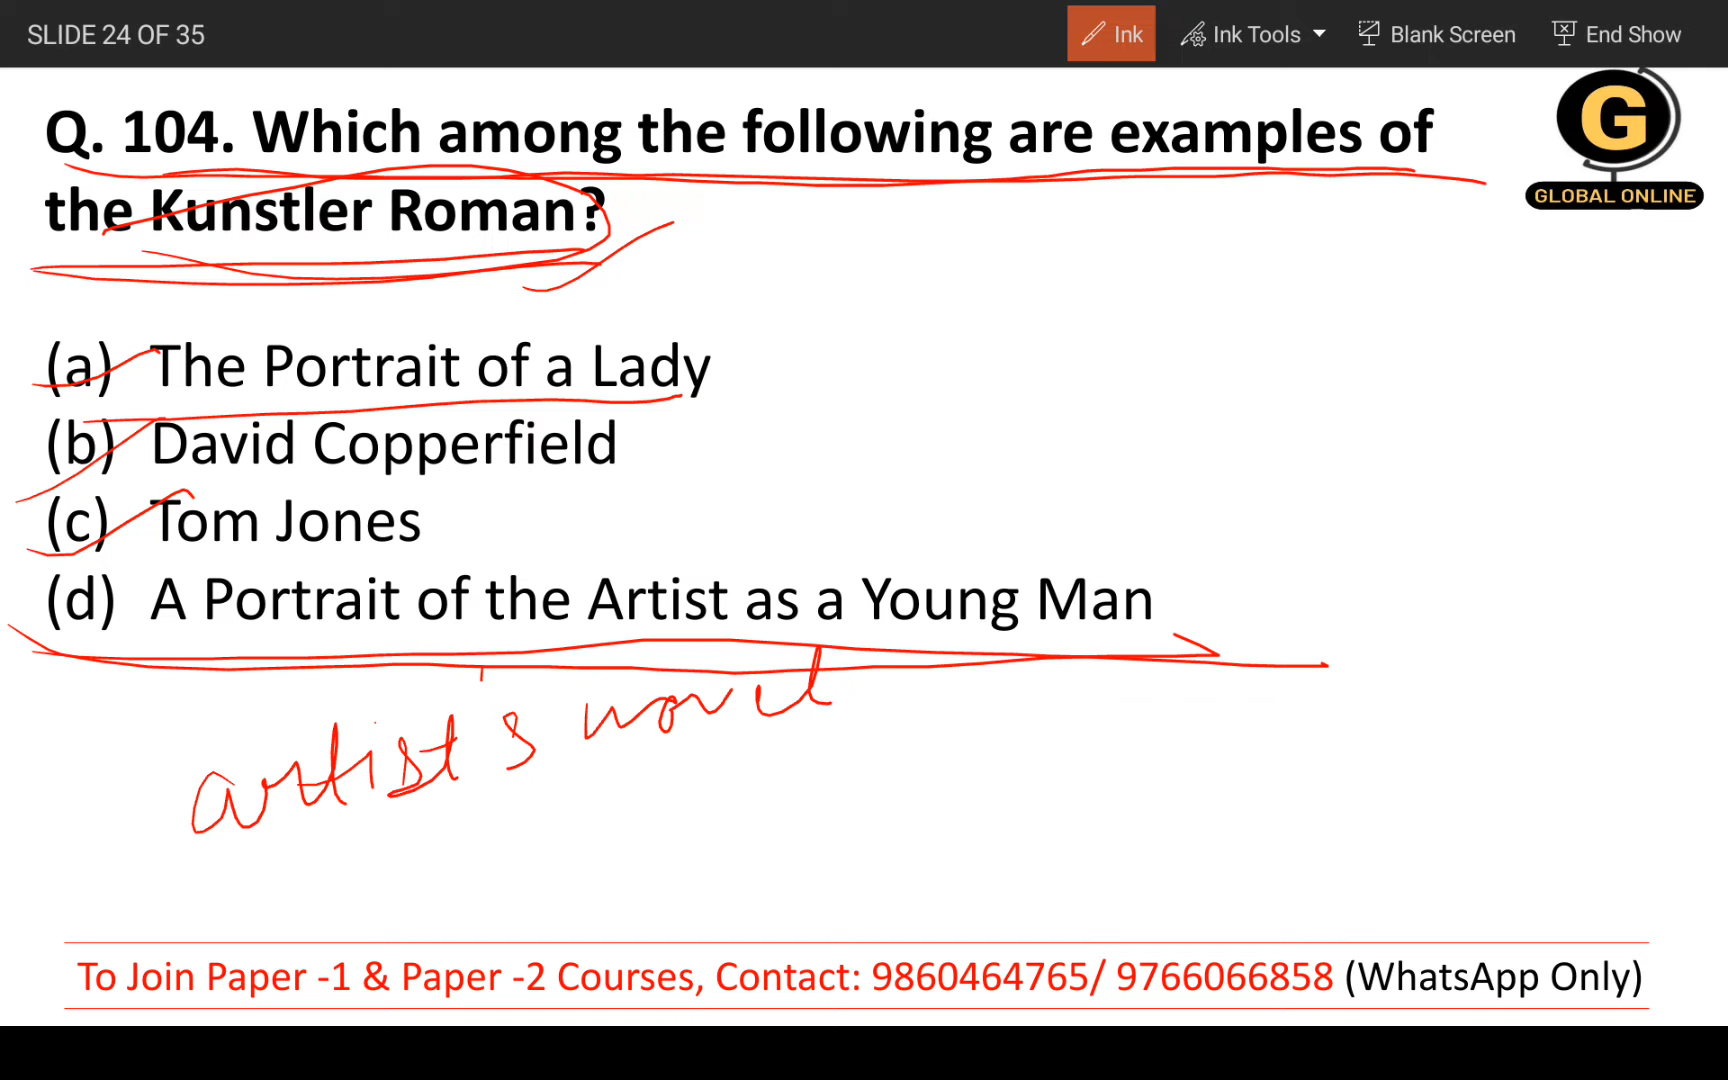 SLIDE 24 OF 35
Ink
Ink Tools
Blank Screen
End Show
G
GLOBAL ONLINE
Q. 104. Which among the following are examples of
the Kunstler Roman?
(a) The Portrait of a Lady
(b) David Copperfield
(c) Tom Jones
(d) A Portrait of the Artist as a Young Man
artist's novel
To Join Paper -1 & Paper -2 Courses, Contact: 9860464765/ 9766066858 (WhatsApp Only)